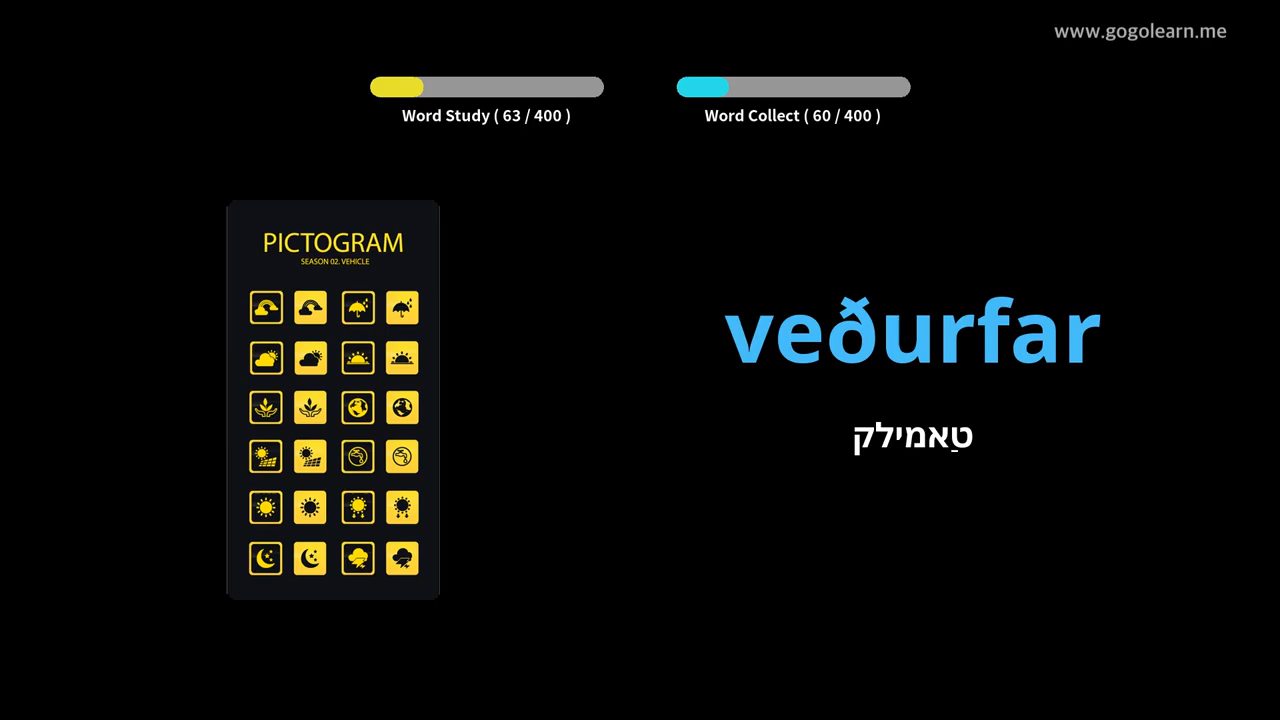 www.gogolearn.me
Word Study ( 63 / 400 )
Word Collect ( 60 / 400 )
PICTOGRAM
SEASON 02. VEHICLE
veðurfar
טַאמילק